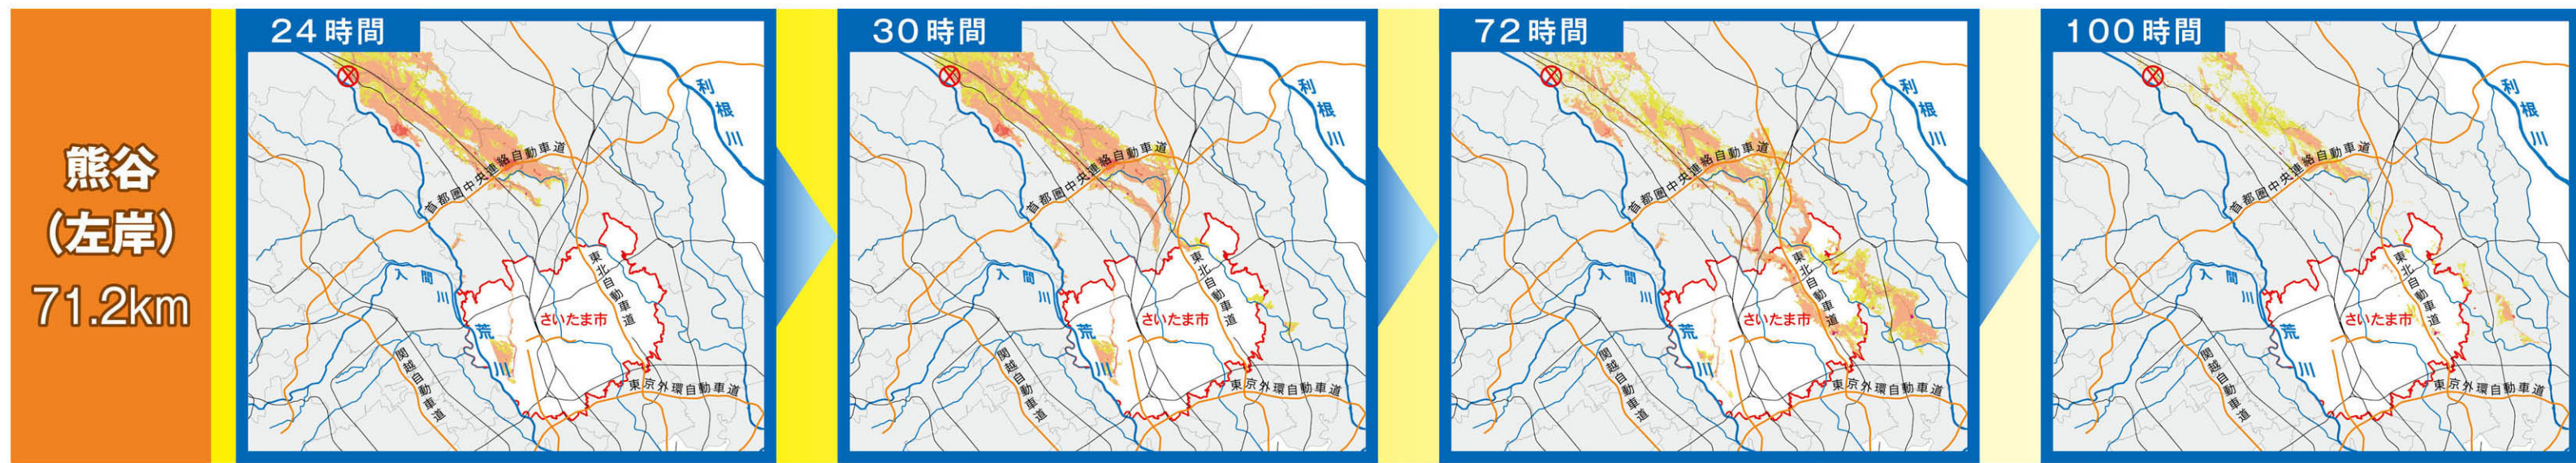 熊谷
(左岸)
71.2km
24時間
利根川
首都圏中央連絡自動車道
入間川
東北自動車道
さいたま市
荒川
関越自動車道
東京外環自動車道
30時間
利根川
首都圏中央連絡自動車道
入間川
東北自動車道
さいたま市
荒川
関越自動車道
東京外環自動車道
72時間
利根川
首都圏中央連絡自動車道
入間川
東北自動車道
さいたま市
荒川
関越自動車道
東京外環自動車道
100時間
利根川
首都圏中央連絡自動車道
入間川
東北自動車道
さいたま市
荒川
関越自動車道
東京外環自動車道